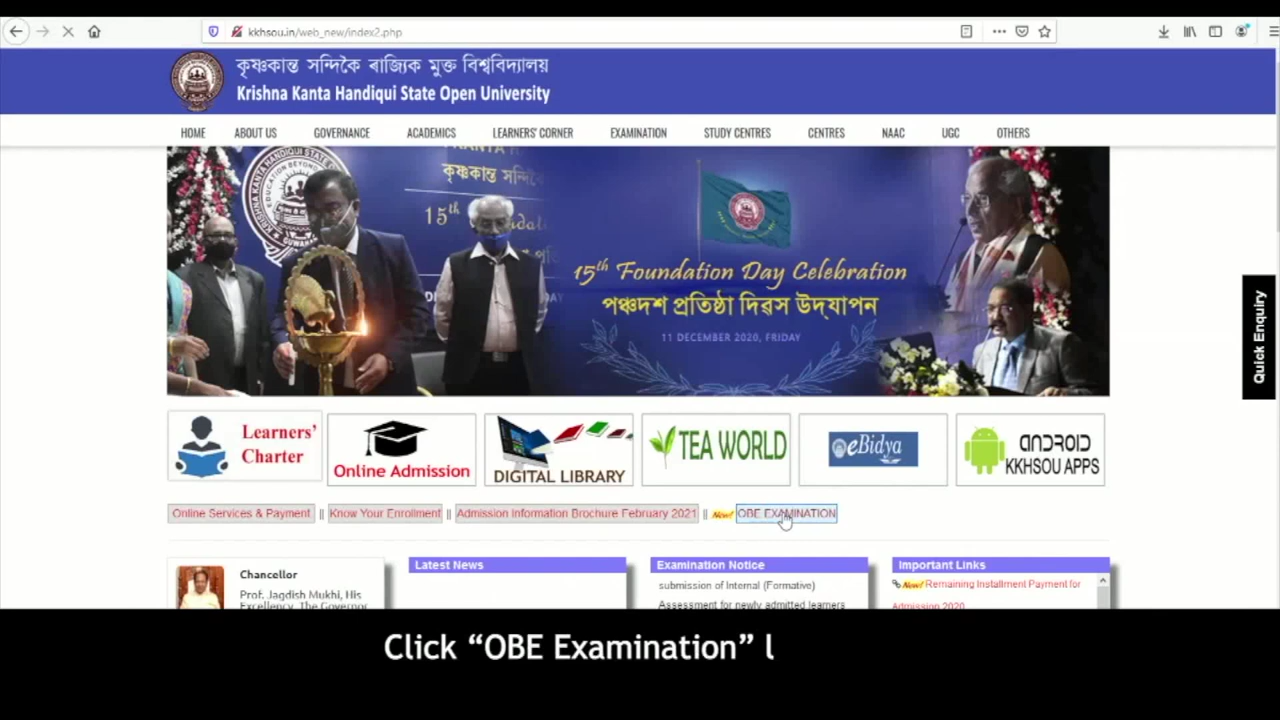 kkhsou.in/web_new/index2.php
কৃষ্ণকান্ত সন্দিকৈ ৰাজ্যিক মুক্ত বিশ্ববিদ্যালয়
Krishna Kanta Handiqui State Open University
HOME ABOUT US GOVERNANCE ACADEMICS LEARNERS' CORNER EXAMINATION STUDY CENTRES CENTRES NAAC UGC OTHERS
কৃষ্ণকান্ত
15th
15th Foundation Day Celebration
পঞ্চদশ প্ৰতিষ্ঠা দিৱস উদ্‌যাপন
11 DECEMBER 2020, FRIDAY
Quick Enquiry
Learners' Charter
Online Admission
DIGITAL LIBRARY
TEA WORLD
eBidya
ANDROID KKHSOU APPS
Online Services & Payment || Know Your Enrollment || Admission Information Brochure February 2021 || New! OBE EXAMINATION
Chancellor
Prof. Jagdish Mukhi, His
Excellency, The Governor
Latest News
Examination Notice
submission of Internal (Formative)
Assessment for newly admitted learners
Important Links
New! Remaining Installment Payment for
Admission 2020
Click “OBE Examination” l